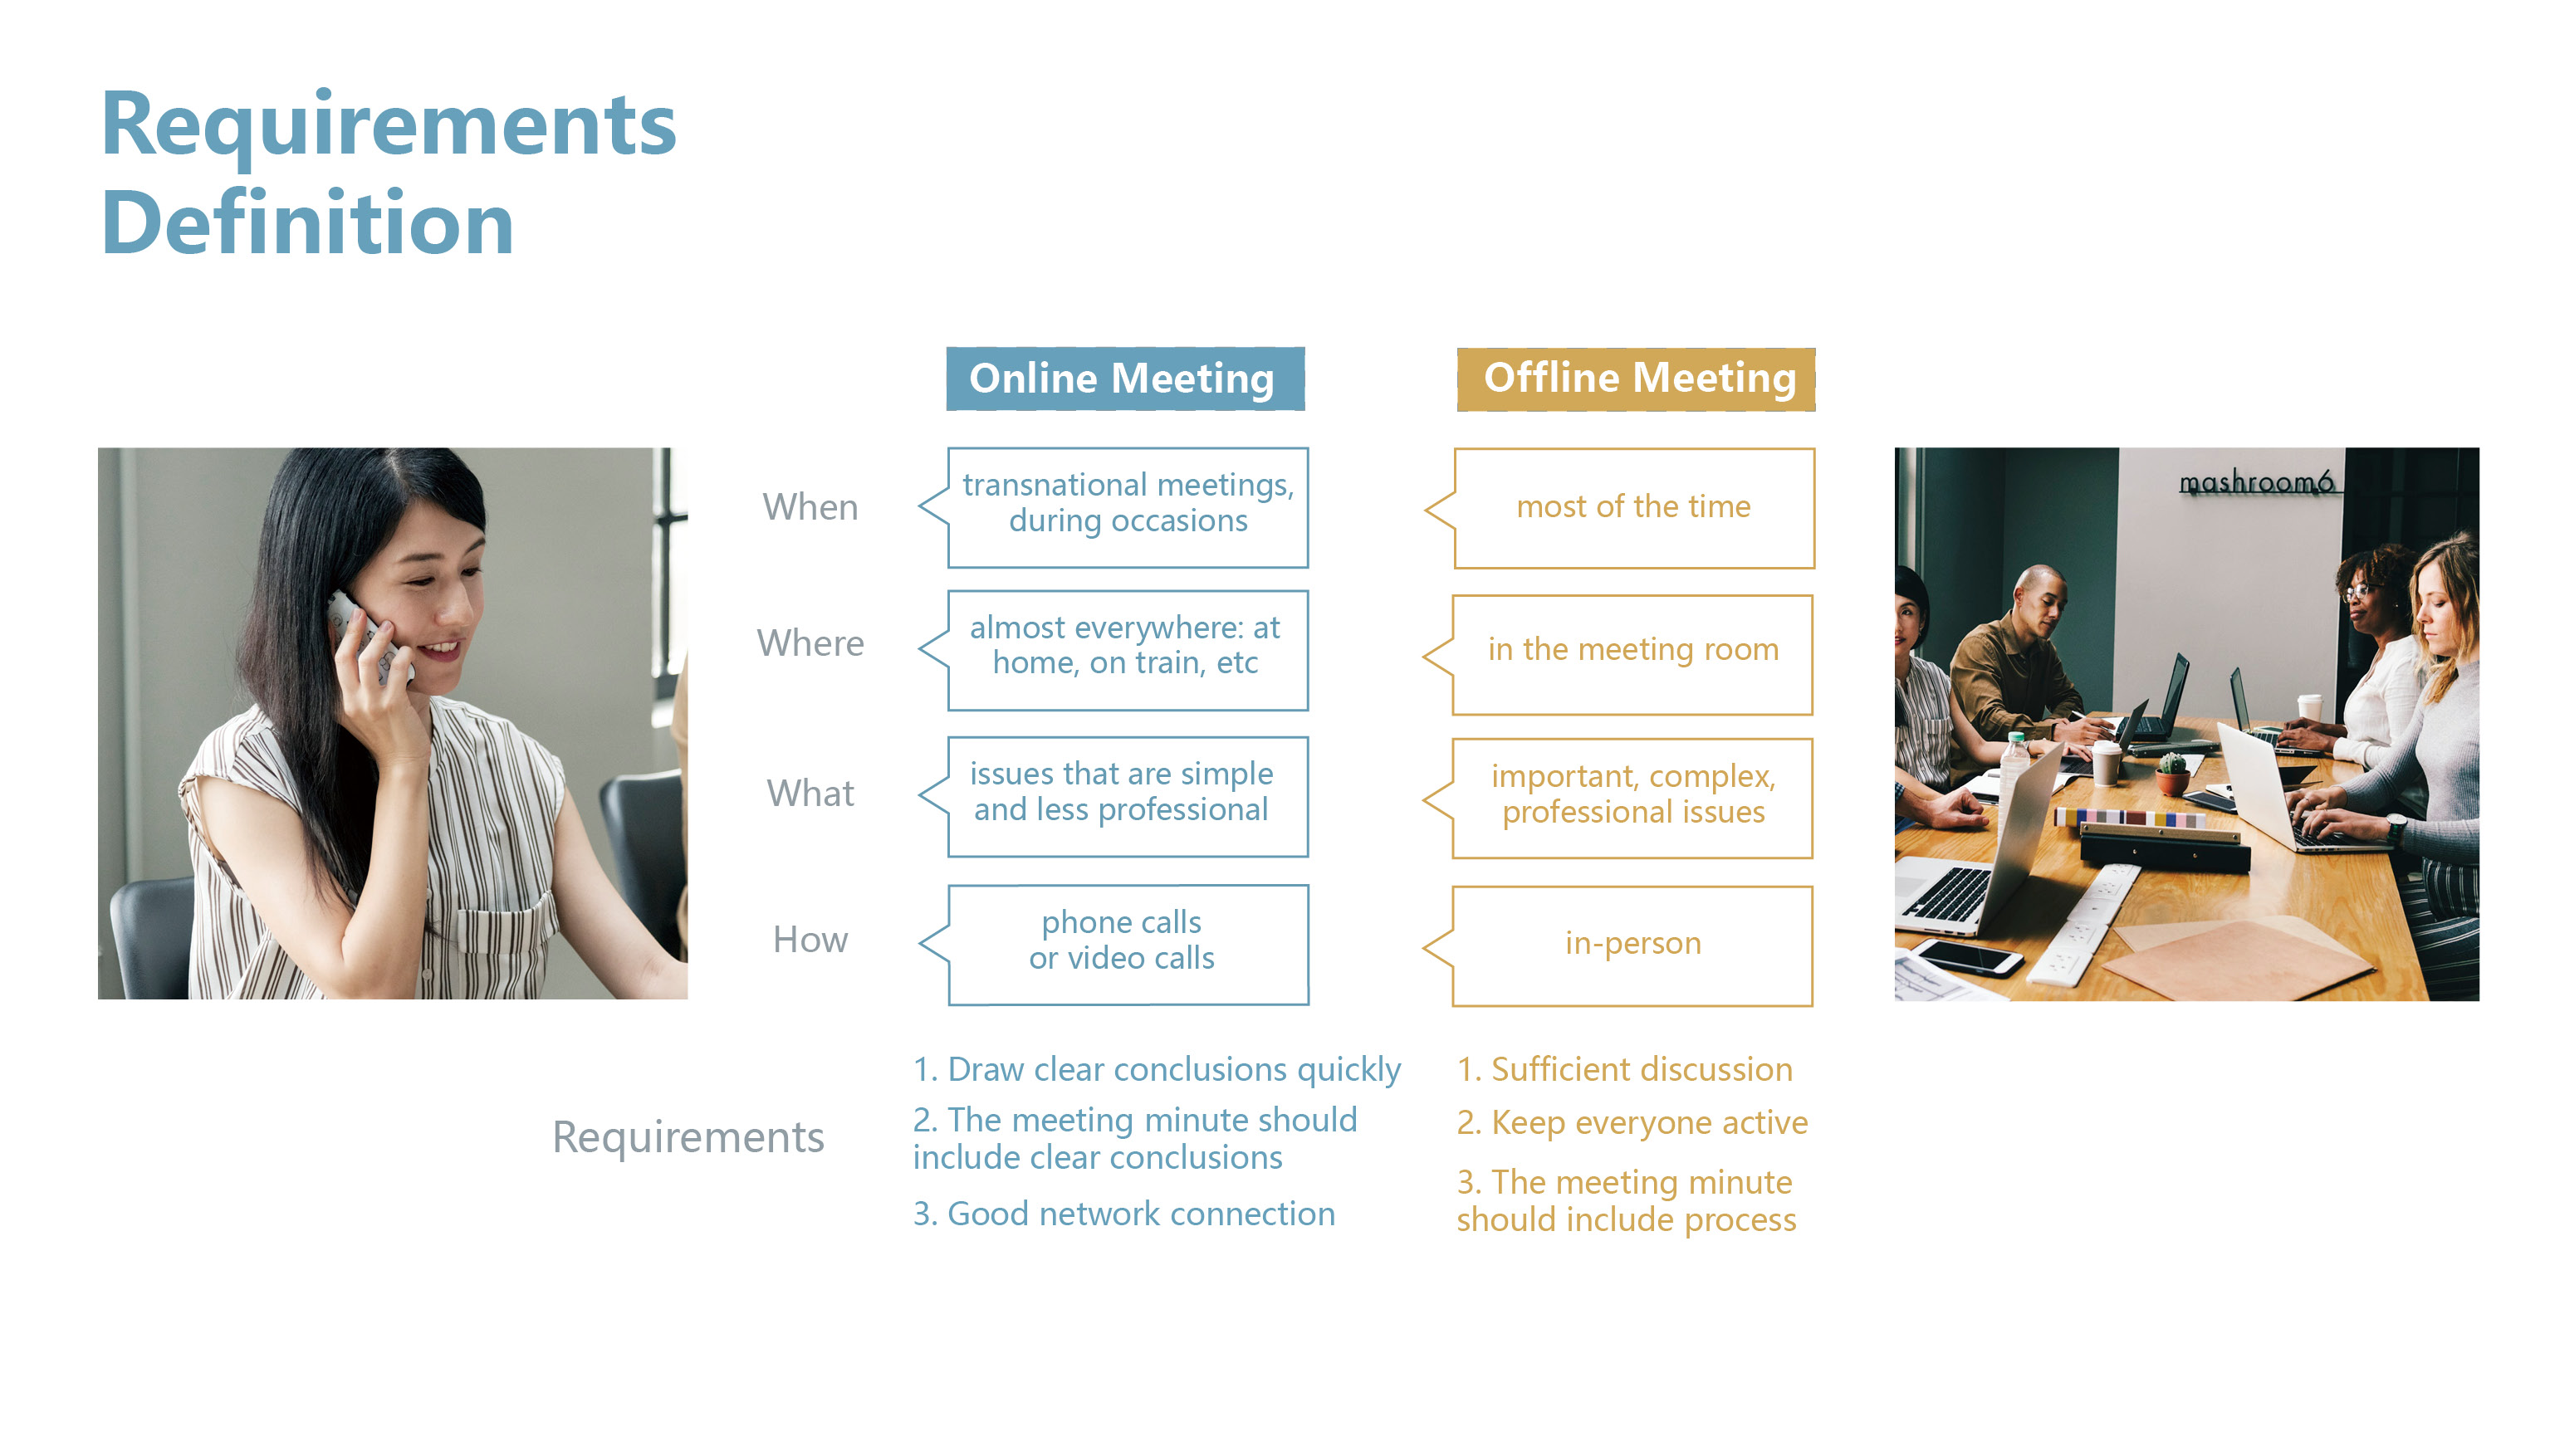 Requirements
Definition
Online Meeting
Offline Meeting
mashroom6
When
transnational meetings,
during occasions
most of the time
Where
almost everywhere: at
home, on train, etc
in the meeting room
What
issues that are simple
and less professional
important, complex,
professional issues
How
phone calls
or video calls
in-person
Requirements
1. Draw clear conclusions quickly
2. The meeting minute should
include clear conclusions
3. Good network connection
1. Sufficient discussion
2. Keep everyone active
3. The meeting minute
should include process